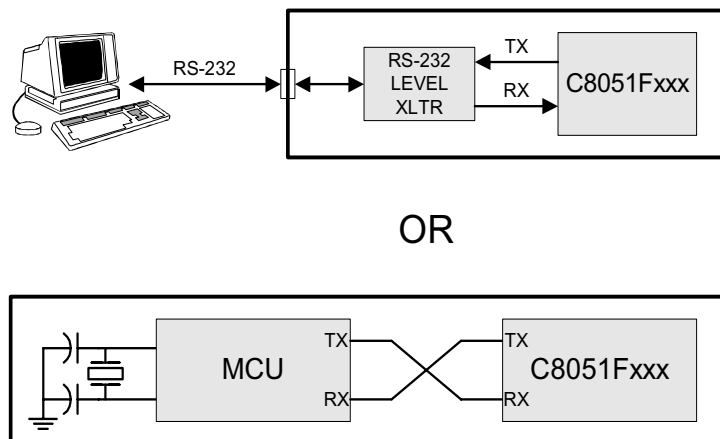 RS-232
RS-232
LEVEL
XLTR
TX
RX
C8051Fxxx
OR
MCU
TX
RX
TX
RX
C8051Fxxx